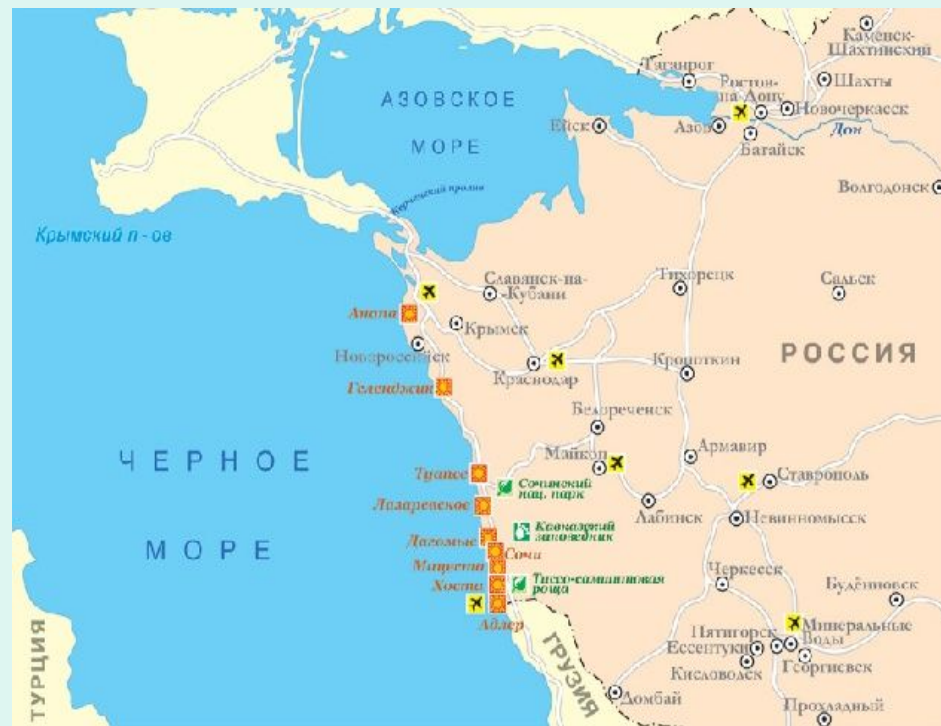 Каменск-
Шахтинский
Таганрог
Ростов-
на-Дону
Шахты
Новочеркасск
АЗОВСКОЕ
МОРЕ
Ейск
Азов
Батайск
Дон
Волгодонск
Керченский пролив
Крымский п - ов
Славянск-на-
-Кубани
Тихорецк
Сальск
Анапа
Крымск
Новороссийск
Краснодар
Кропоткин
РОССИЯ
Геленджик
Белореченск
ЧЕРНОЕ
МОРЕ
Майкоп
Армавир
Туапсе
Сочинский
нац. парк
Ставрополь
Лазаревское
Лабинск
Невинномысск
Кавказский
заповедник
Дагомыс
Сочи
Мацеста
Хоста
Тиссо-самшитовая
роща
Черкесск
Будённовск
Адлер
Минеральные
Воды
Пятигорск
Ессентуки
Георгиевск
Кисловодск
ТУРЦИЯ
ГРУЗИЯ
Домбай
Прохладный